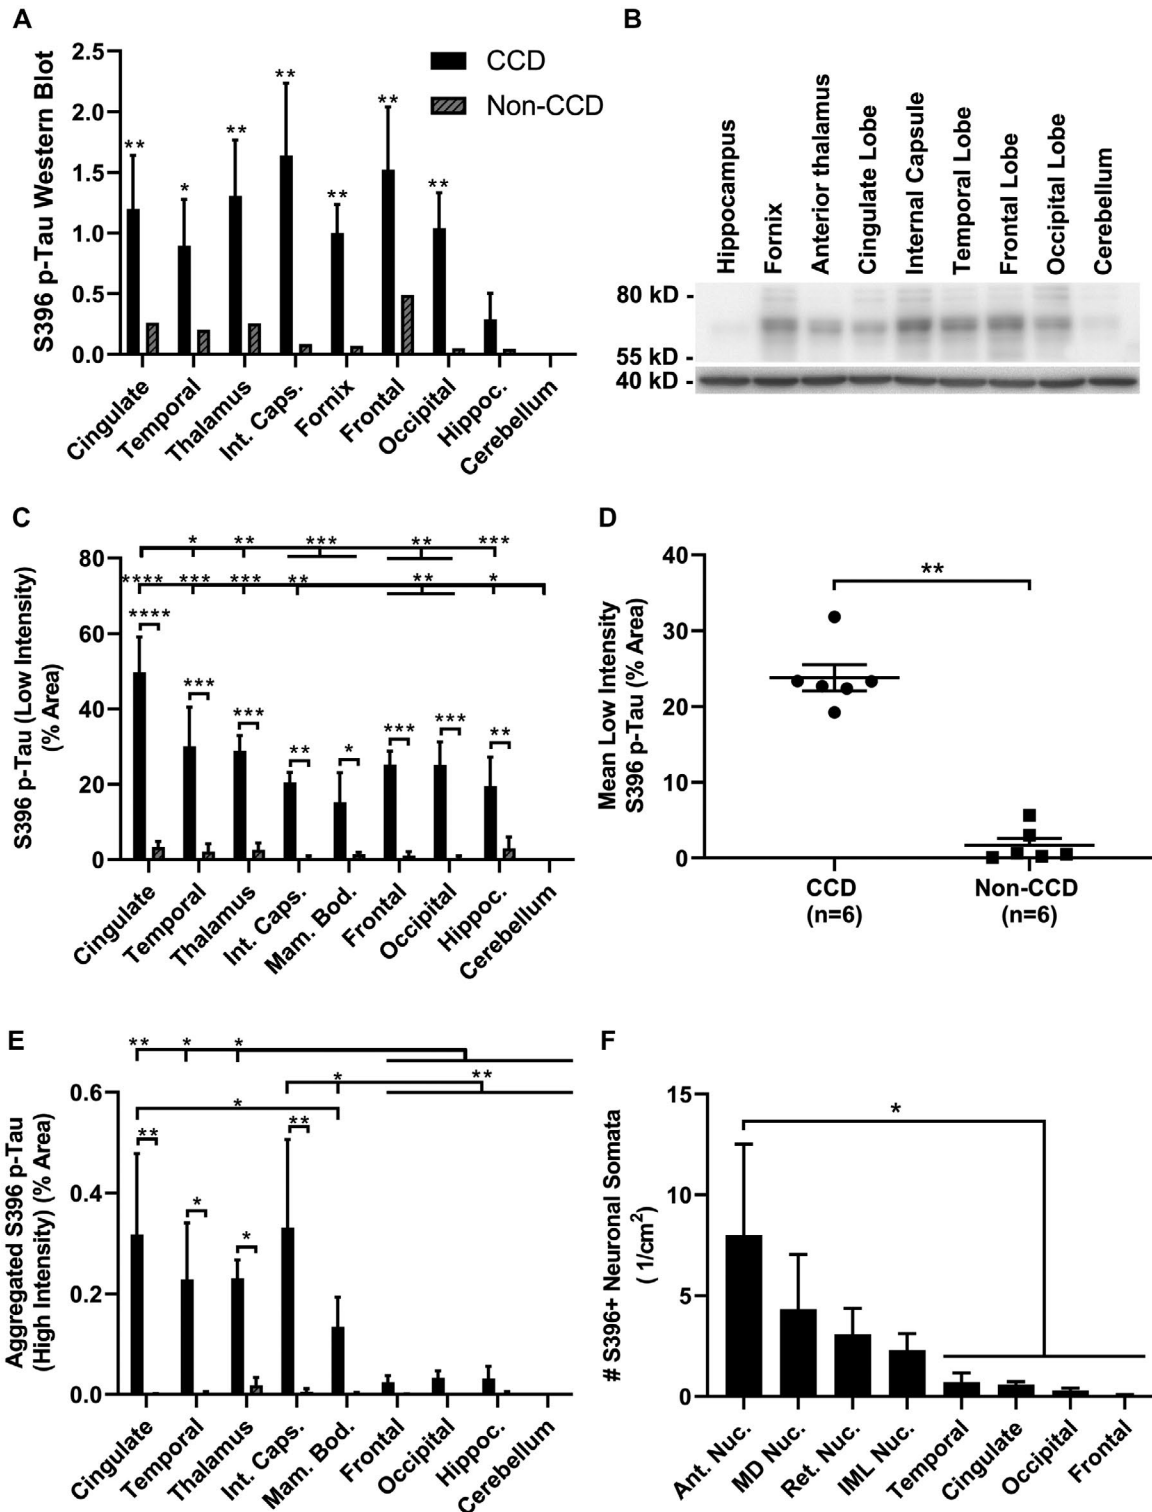 A
S396 p-Tau Western Blot
2.5
2.0
1.5
1.0
0.5
0.0
CCD
Non-CCD
**
*
**
**
**
**
**
Cingulate
Temporal
Thalamus
Int. Caps.
Fornix
Frontal
Occipital
Hippoc.
Cerebellum
B
Hippocampus
Fornix
Anterior thalamus
Cingulate Lobe
Internal Capsule
Temporal Lobe
Frontal Lobe
Occipital Lobe
Cerebellum
80 kD -
55 kD -
40 kD -
C
S396 p-Tau (Low Intensity)
(% Area)
80
60
40
20
0
* ** *** ** ***
**** *** *** ** ** *
****
***
***
**
*
***
***
**
Cingulate
Temporal
Thalamus
Int. Caps.
Mam. Bod.
Frontal
Occipital
Hippoc.
Cerebellum
D
Mean Low Intensity
S396 p-Tau (% Area)
40
30
20
10
0
**
CCD
(n=6)
Non-CCD
(n=6)
E
Aggregated S396 p-Tau
(High Intensity) (% Area)
0.6
0.4
0.2
0.0
** * *
* **
*
**
*
*
**
Cingulate
Temporal
Thalamus
Int. Caps.
Mam. Bod.
Frontal
Occipital
Hippoc.
Cerebellum
F
# S396+ Neuronal Somata
( 1/cm²)
15
10
5
0
*
Ant. Nuc.
MD Nuc.
Ret. Nuc.
IML Nuc.
Temporal
Cingulate
Occipital
Frontal